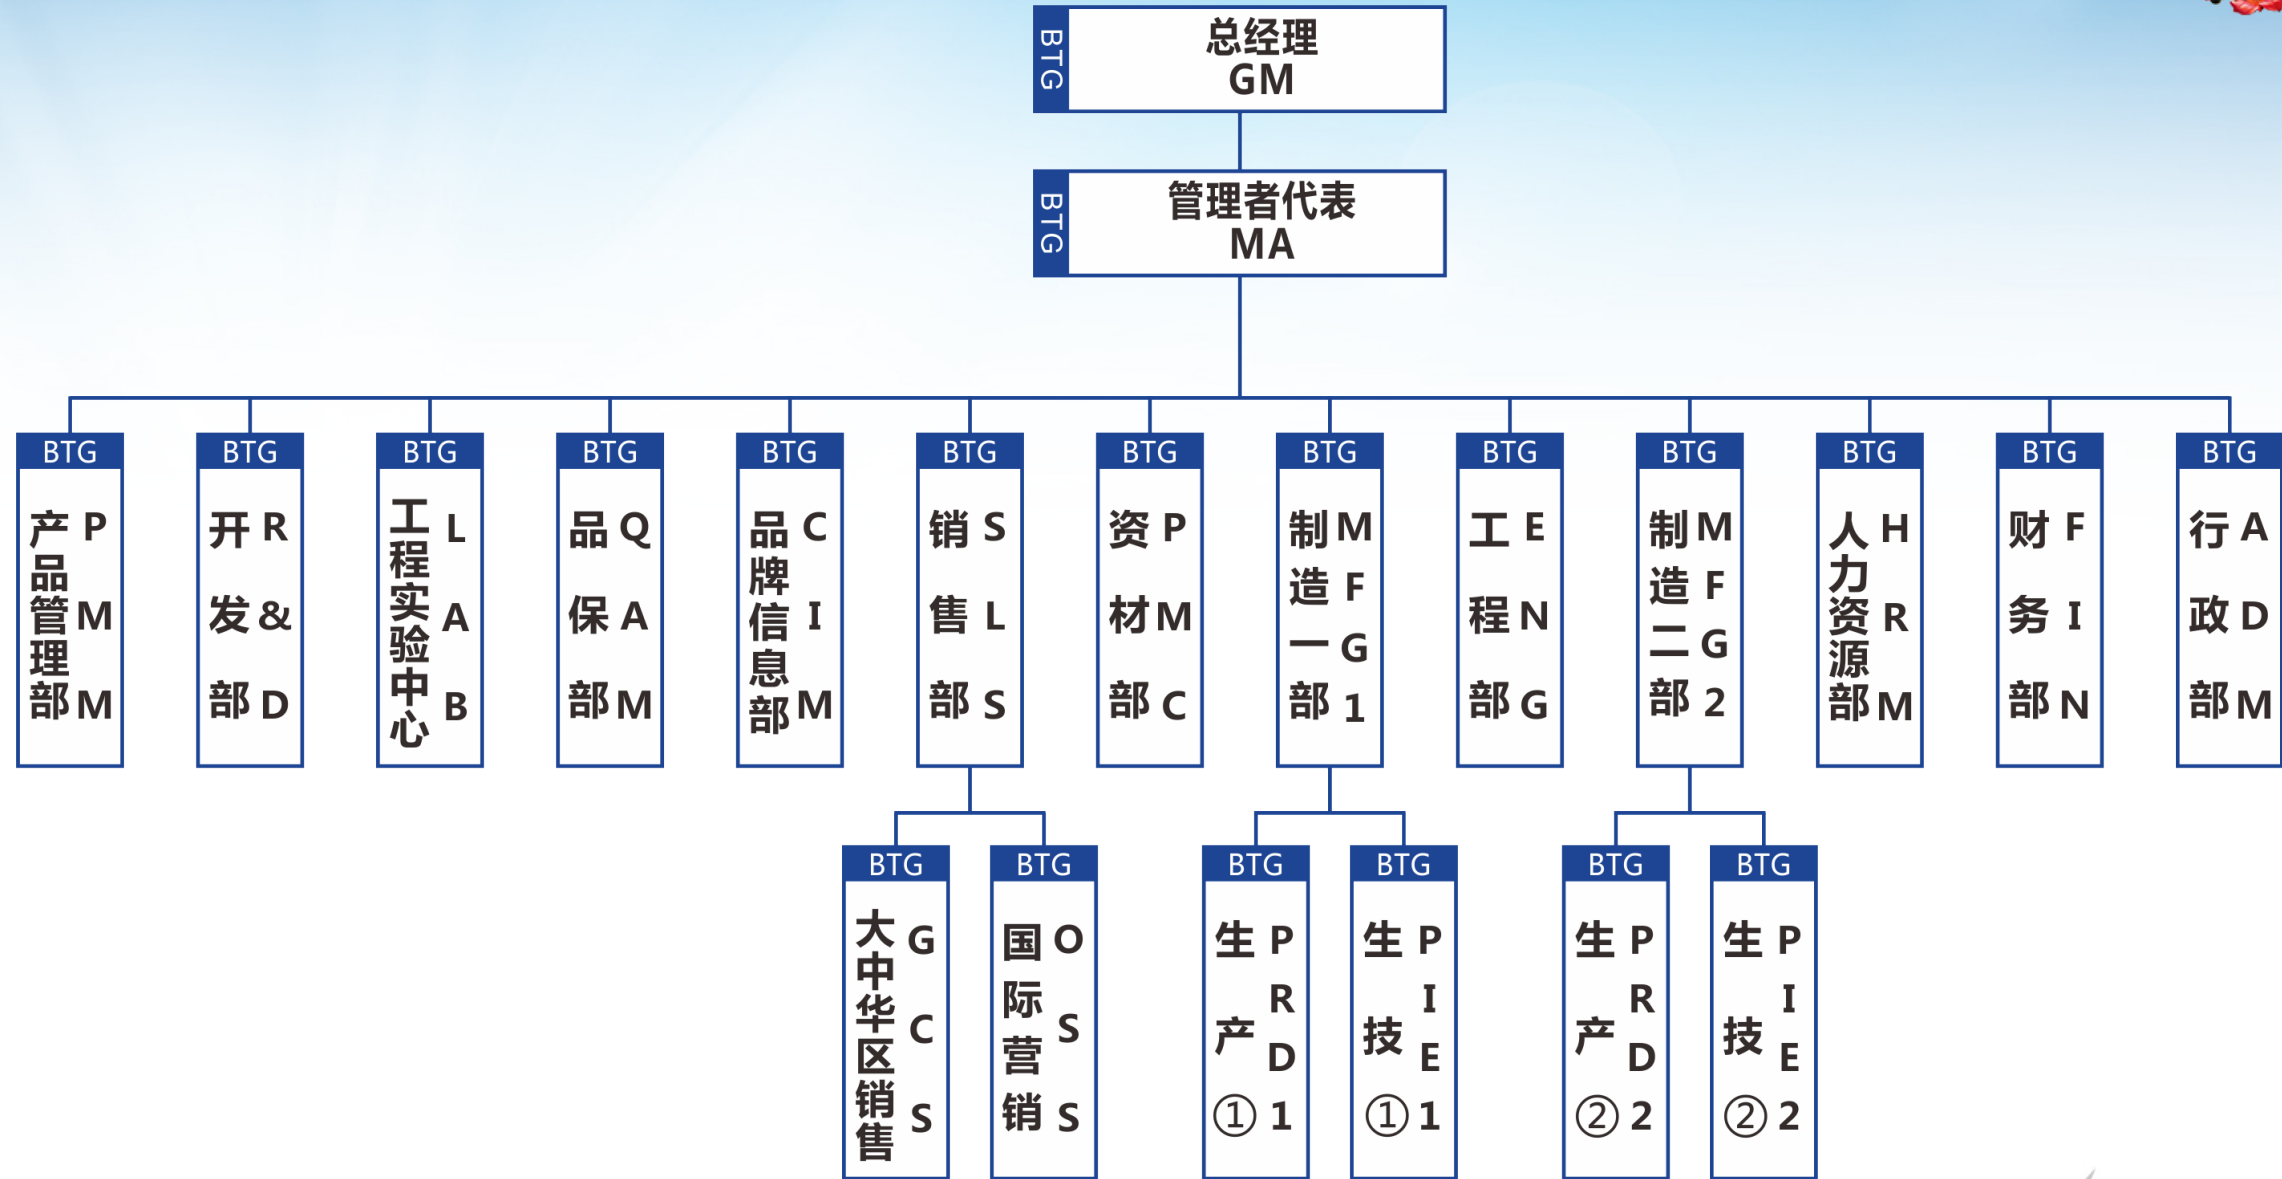 BTG
总经理
GM
BTG
管理者代表
MA
BTG
产品管理部
PMM
BTG
开发部
R&D
BTG
工程实验中心
LAB
BTG
品保部
QAM
BTG
品牌信息部
CIM
BTG
销售部
SLS
BTG
资材部
PMC
BTG
制造一部
MFG1
BTG
工程部
ENG
BTG
制造二部
MFG2
BTG
人力资源部
HRM
BTG
财务部
FIN
BTG
行政部
ADM
BTG
大中华区销售
GCS
BTG
国际营销
OSS
BTG
生产①
PRD1
BTG
生技①
PIE1
BTG
生产②
PRD2
BTG
生技②
PIE2